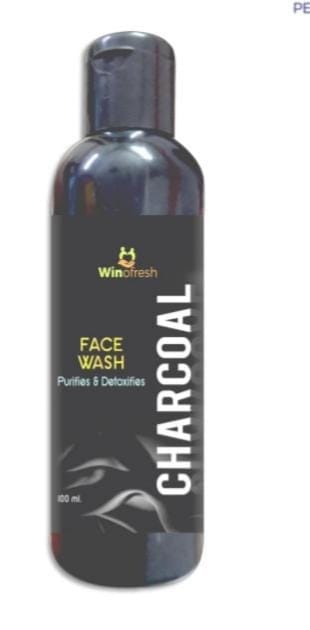 PE
Winofresh
FACE
WASH
Purifies & Detoxifies
CHARCOAL
100 ml.